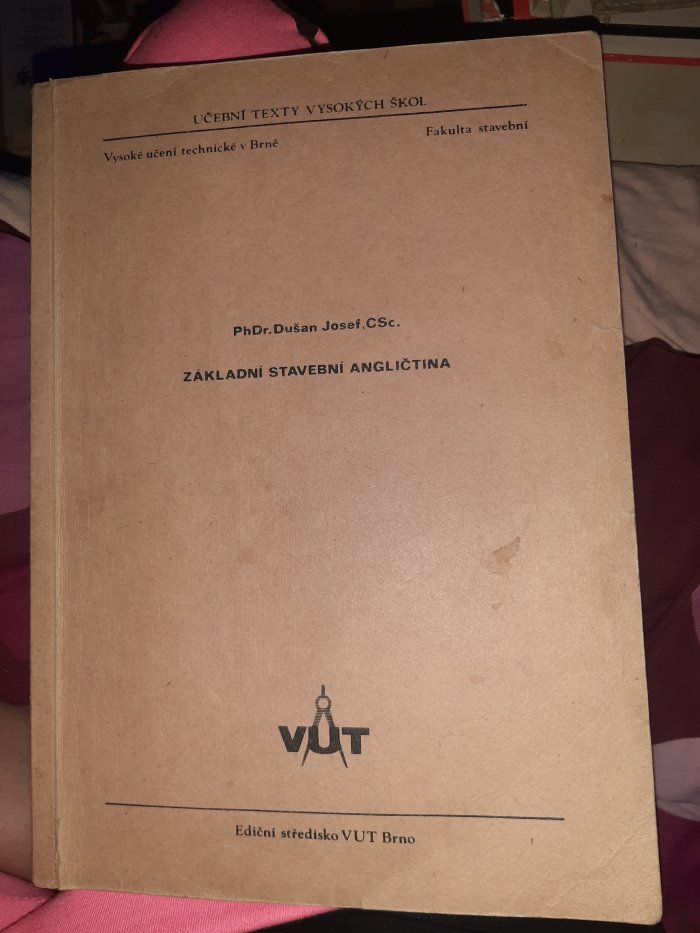 UČEBNÍ TEXTY VYSOKÝCH ŠKOL
Vysoké učení technické v Brně
Fakulta stavební
PhDr. Dušan Josef, CSc.
ZÁKLADNÍ STAVEBNÍ ANGLIČTINA
VUT
Ediční středisko VUT Brno